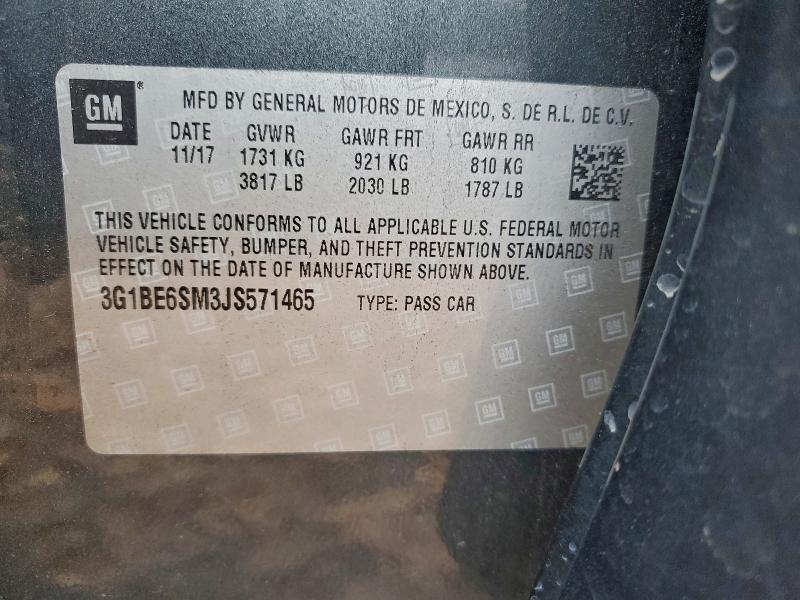 GM ® MFD BY GENERAL MOTORS DE MEXICO, S. DE R.L. DE C.V.
DATE GVWR GAWR FRT GAWR RR
11/17 1731 KG 921 KG 810 KG
3817 LB 2030 LB 1787 LB
THIS VEHICLE CONFORMS TO ALL APPLICABLE U.S. FEDERAL MOTOR
VEHICLE SAFETY, BUMPER, AND THEFT PREVENTION STANDARDS IN
EFFECT ON THE DATE OF MANUFACTURE SHOWN ABOVE.
3G1BE6SM3JS571465 TYPE: PASS CAR